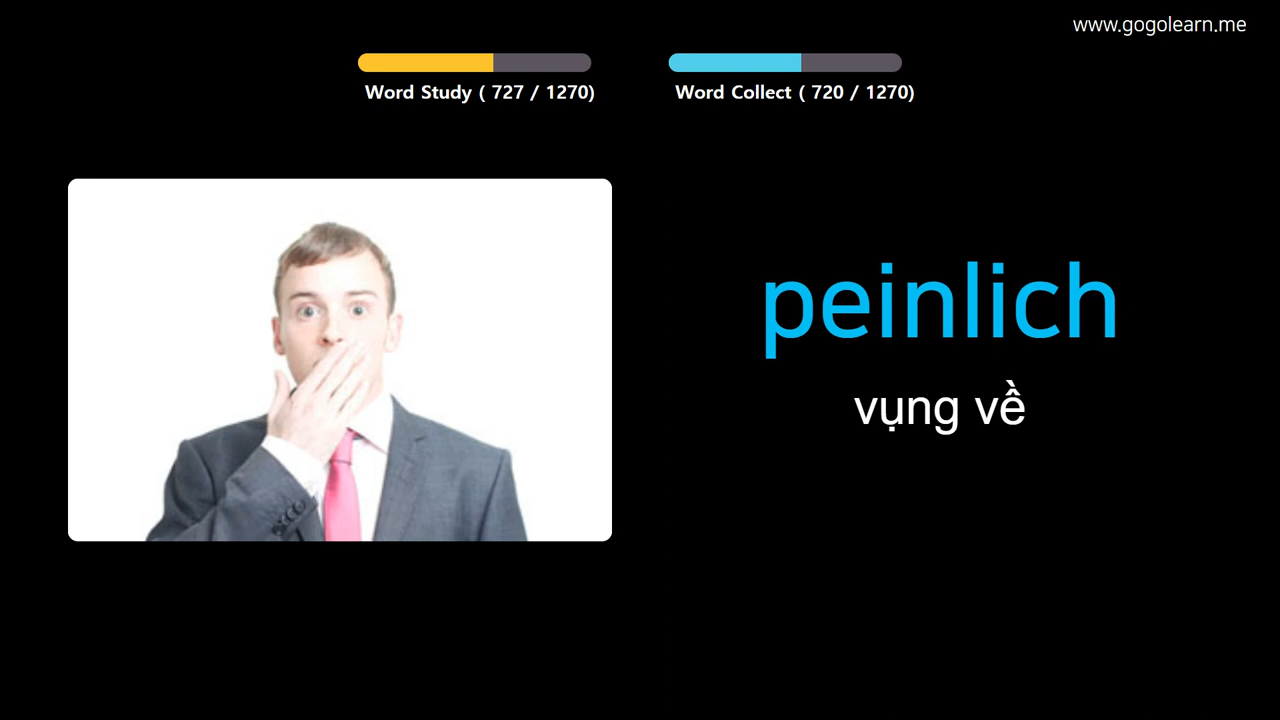 www.gogolearn.me
Word Study ( 727 / 1270)
Word Collect ( 720 / 1270)
peinlich
vụng về